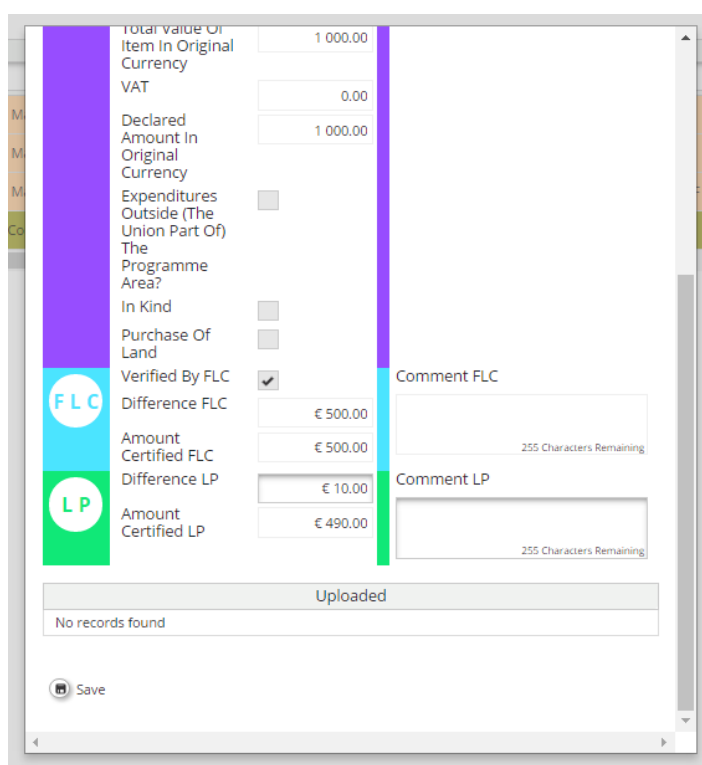 Total Value Of
Item In Original
Currency
1 000.00
VAT
0.00
Declared
Amount In
Original
Currency
1 000.00
Expenditures
Outside (The
Union Part Of)
The
Programme
Area?
In Kind
Purchase Of
Land
FLC
Verified By FLC
Difference FLC
€ 500.00
Amount
Certified FLC
€ 500.00
Comment FLC
255 Characters Remaining
LP
Difference LP
€ 10.00
Amount
Certified LP
€ 490.00
Comment LP
255 Characters Remaining
Uploaded
No records found
Save